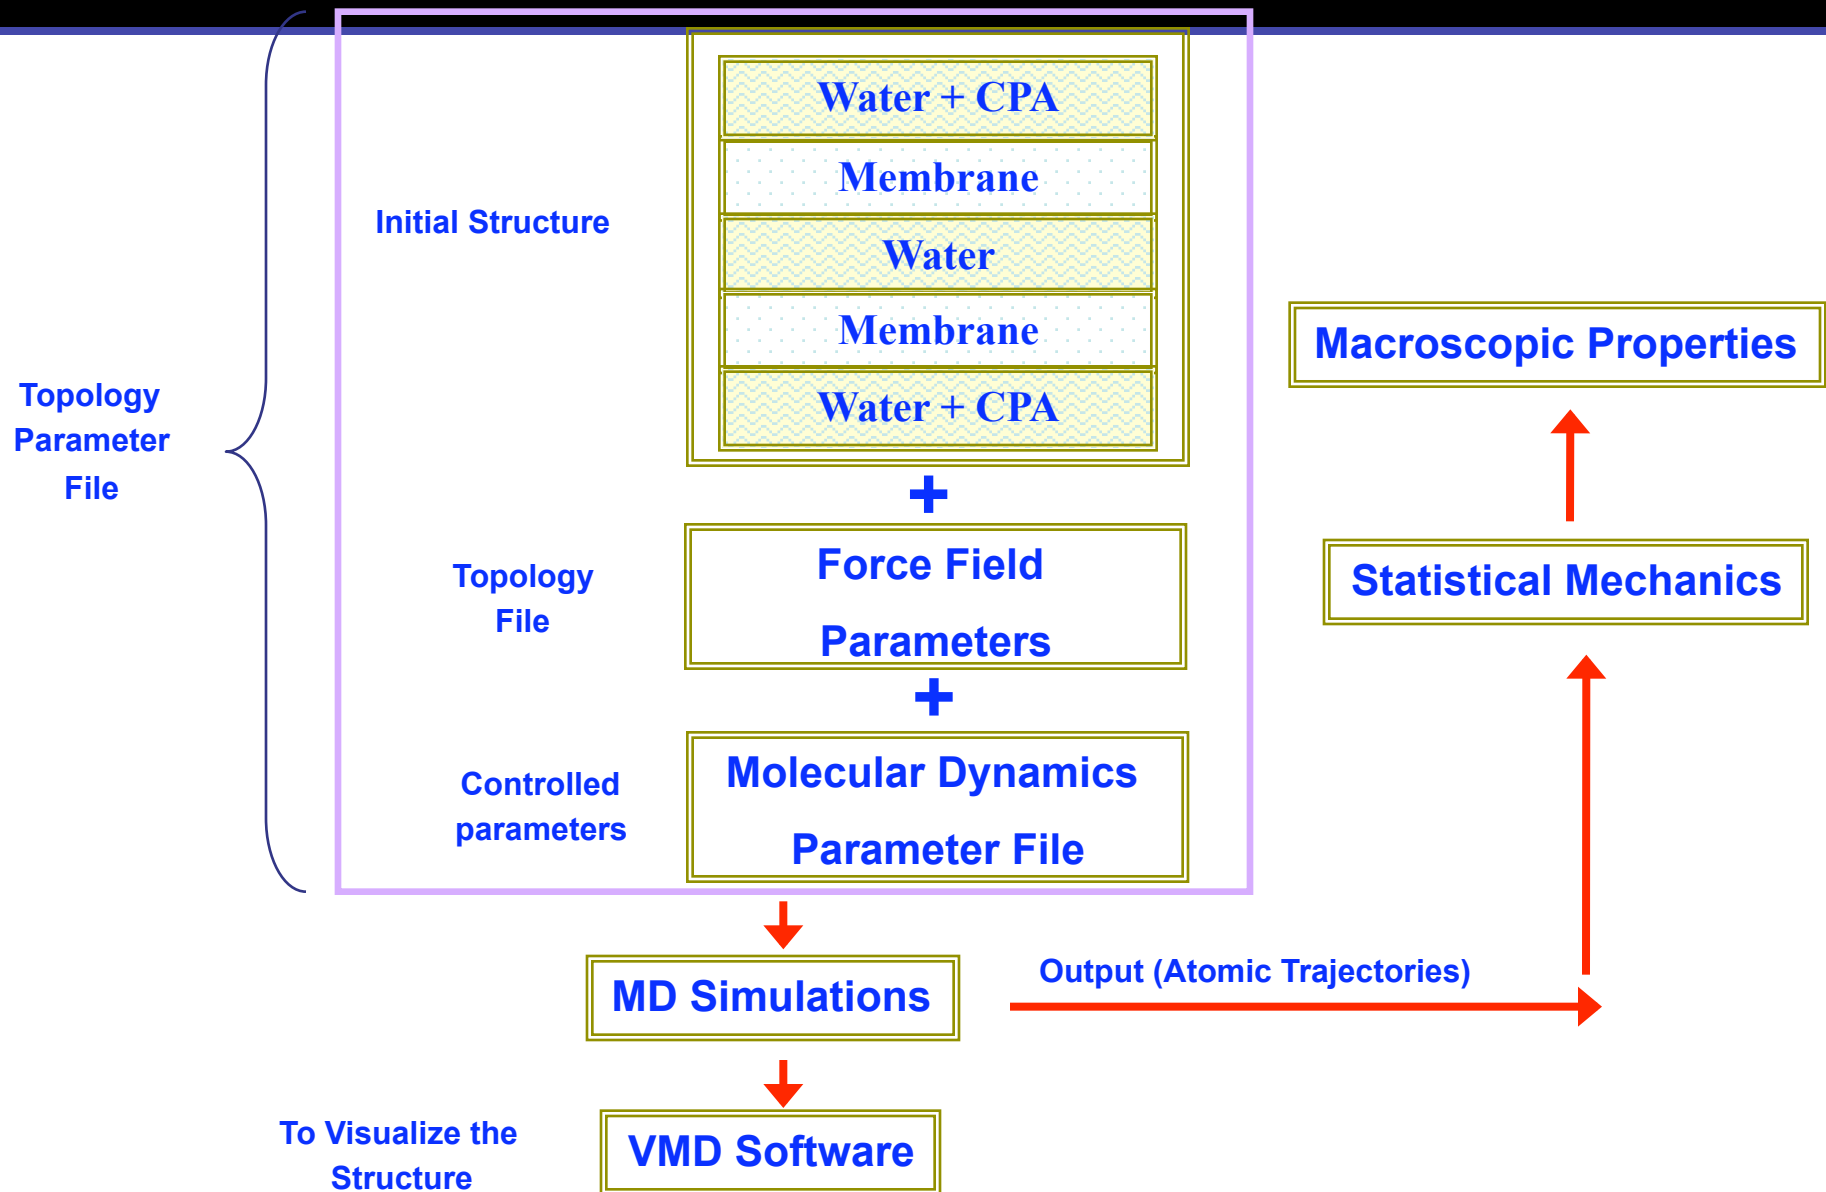 Water + CPA
Membrane
Initial Structure
Water
Membrane
Water + CPA
Topology
Parameter
File
+
Topology
File
Force Field
Parameters
+
Controlled
parameters
Molecular Dynamics
Parameter File
MD Simulations
Output (Atomic Trajectories)
Statistical Mechanics
Macroscopic Properties
To Visualize the
Structure
VMD Software